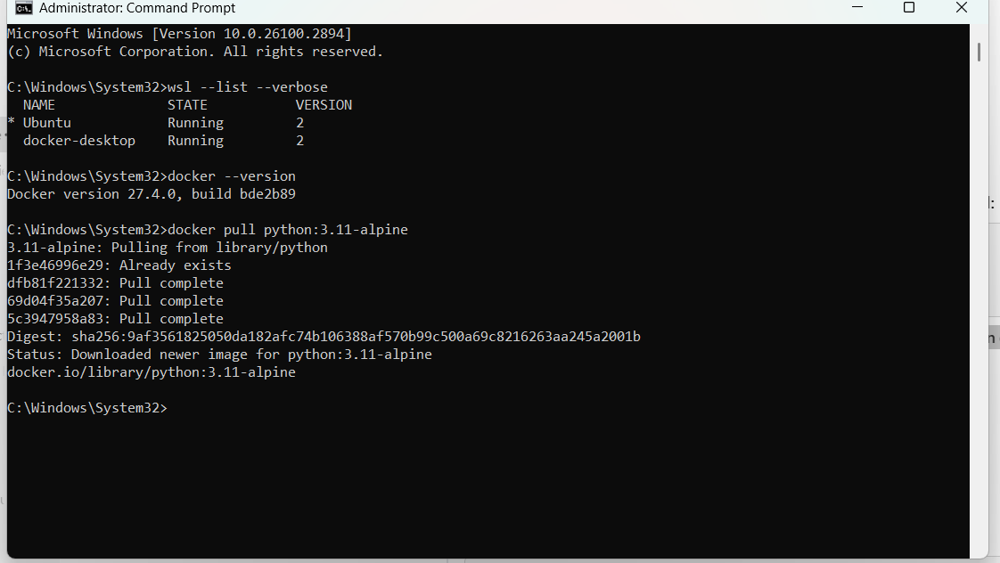 Administrator: Command Prompt
Microsoft Windows [Version 10.0.26100.2894]
(c) Microsoft Corporation. All rights reserved.
C:\Windows\System32>wsl --list --verbose
  NAME              STATE           VERSION
* Ubuntu            Running         2
  docker-desktop    Running         2
C:\Windows\System32>docker --version
Docker version 27.4.0, build bde2b89
C:\Windows\System32>docker pull python:3.11-alpine
3.11-alpine: Pulling from library/python
1f3e46996e29: Already exists
dfb81f221332: Pull complete
69d04f35a207: Pull complete
5c3947958a83: Pull complete
Digest: sha256:9af3561825050da182afc74b106388af570b99c500a69c8216263aa245a2001b
Status: Downloaded newer image for python:3.11-alpine
docker.io/library/python:3.11-alpine
C:\Windows\System32>